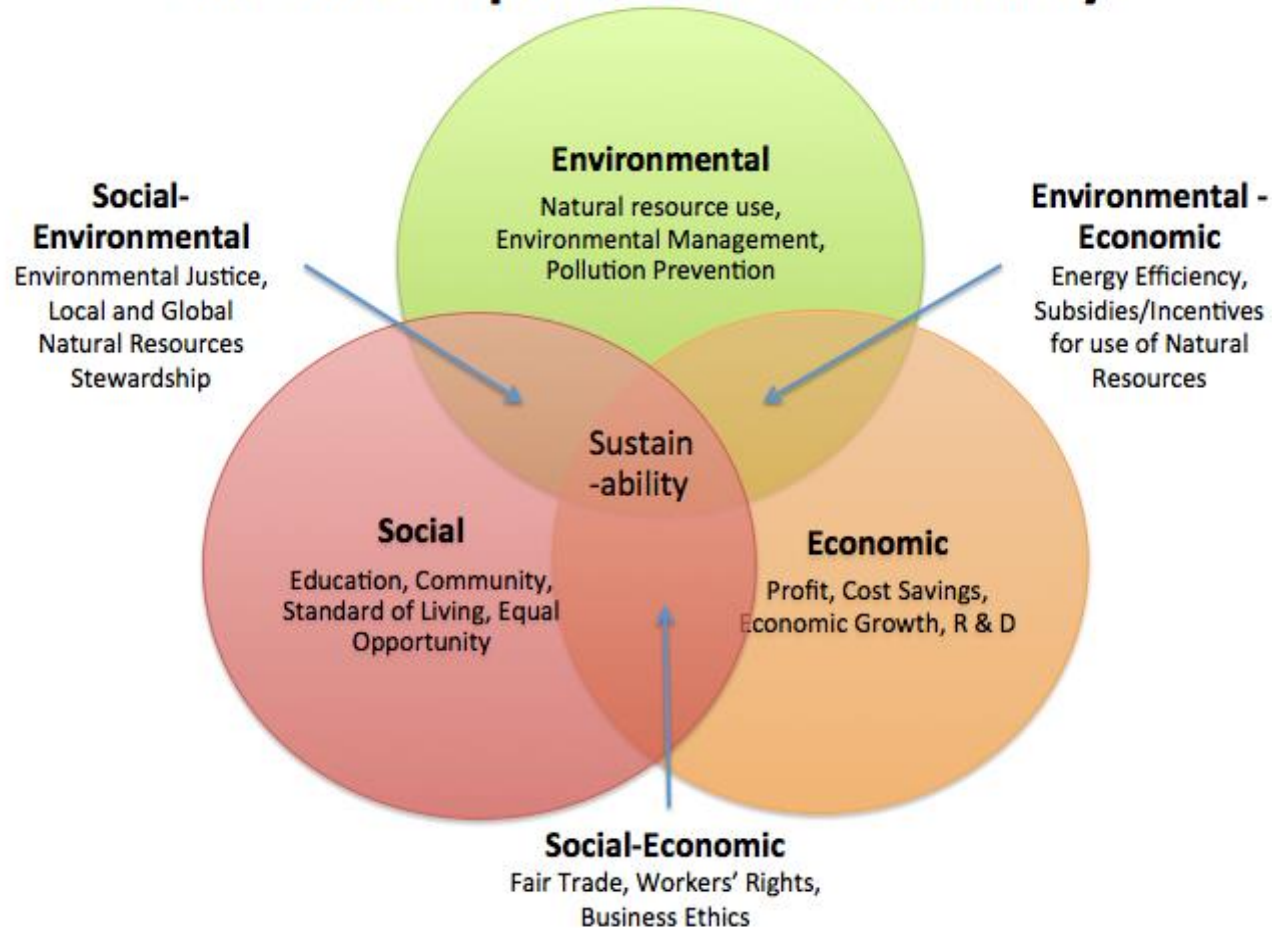 Environmental
Natural resource use,
Environmental Management,
Pollution Prevention
Social-
Environmental
Environmental Justice,
Local and Global
Natural Resources
Stewardship
Environmental -
Economic
Energy Efficiency,
Subsidies/Incentives
for use of Natural
Resources
Sustain
-ability
Social
Education, Community,
Standard of Living, Equal
Opportunity
Economic
Profit, Cost Savings,
Economic Growth, R & D
Social-Economic
Fair Trade, Workers’ Rights,
Business Ethics